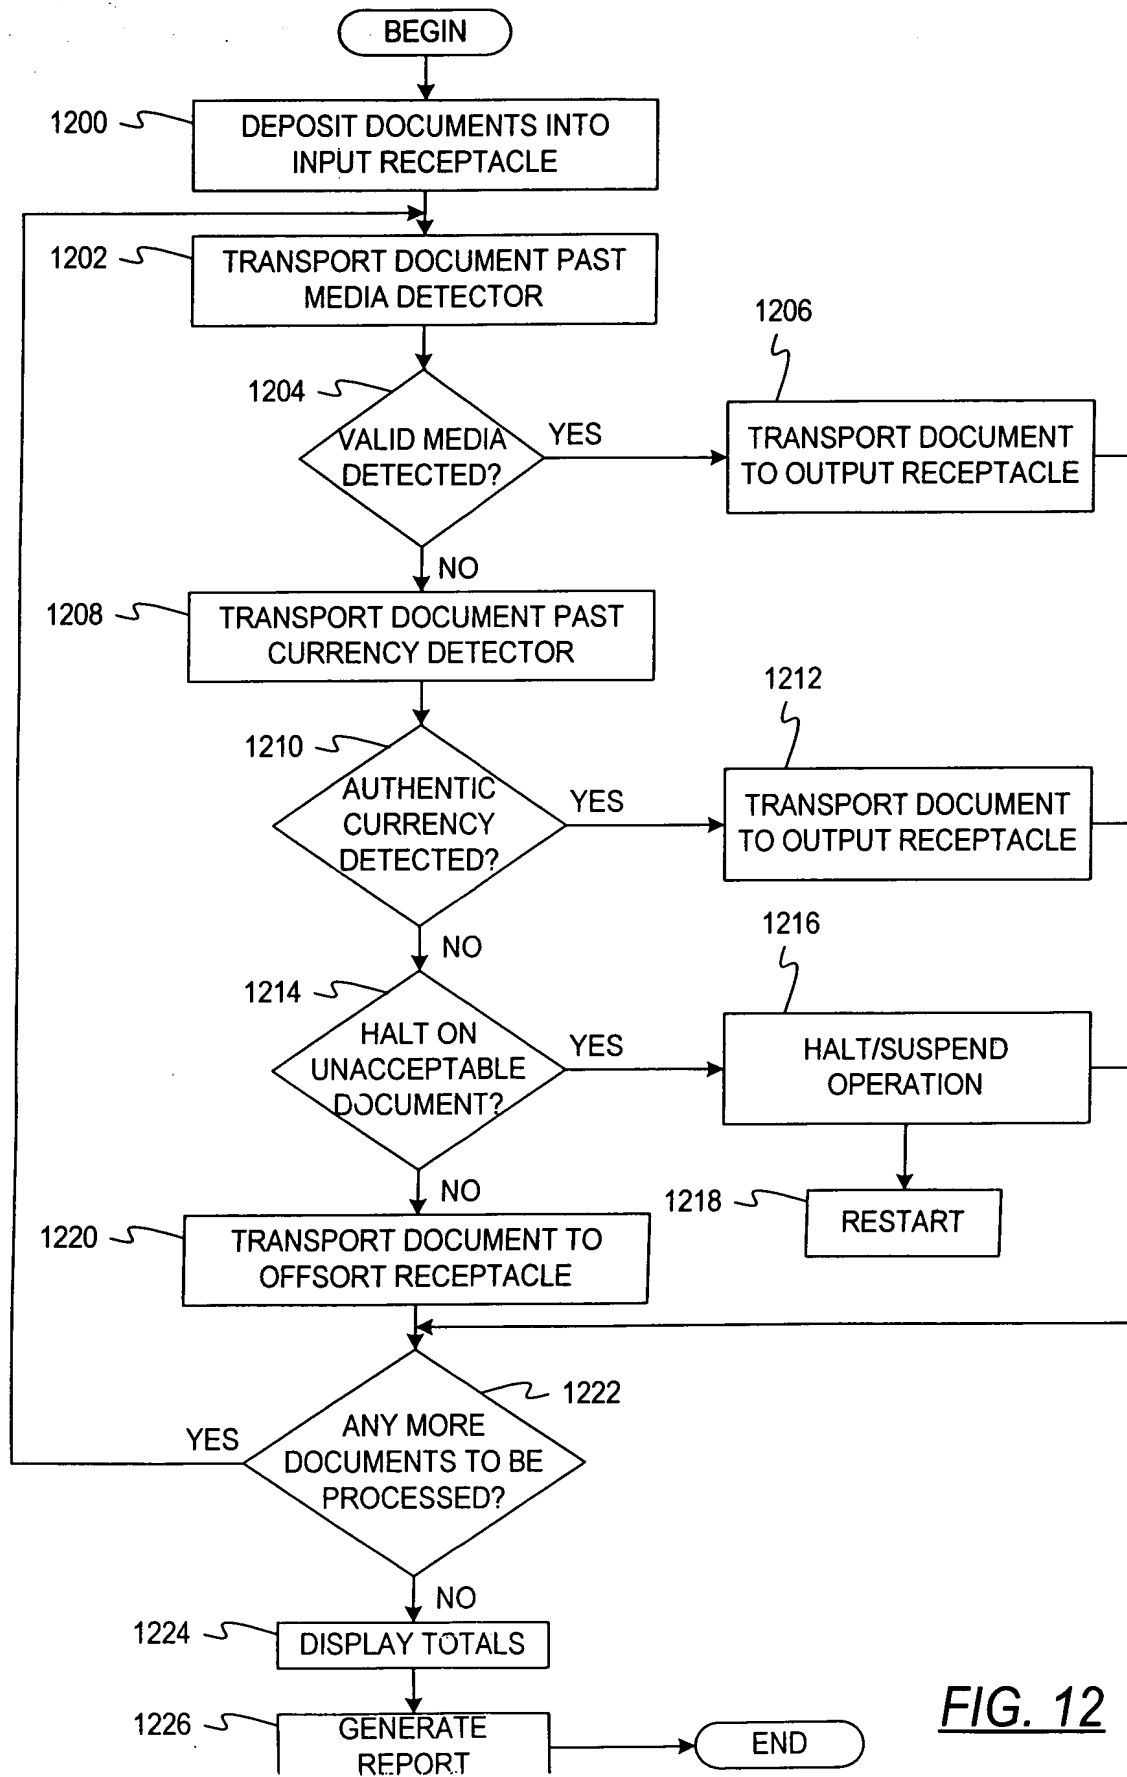 BEGIN
1200
DEPOSIT DOCUMENTS INTO
INPUT RECEPTACLE
1202
TRANSPORT DOCUMENT PAST
MEDIA DETECTOR
1204
VALID MEDIA
DETECTED?
YES
1206
TRANSPORT DOCUMENT
TO OUTPUT RECEPTACLE
NO
1208
TRANSPORT DOCUMENT PAST
CURRENCY DETECTOR
1210
AUTHENTIC
CURRENCY
DETECTED?
YES
1212
TRANSPORT DOCUMENT
TO OUTPUT RECEPTACLE
NO
1214
HALT ON
UNACCEPTABLE
DOCUMENT?
YES
1216
HALT/SUSPEND
OPERATION
1218
RESTART
NO
1220
TRANSPORT DOCUMENT TO
OFFSORT RECEPTACLE
1222
ANY MORE
DOCUMENTS TO BE
PROCESSED?
YES
NO
1224
DISPLAY TOTALS
1226
GENERATE
REPORT
END
FIG. 12